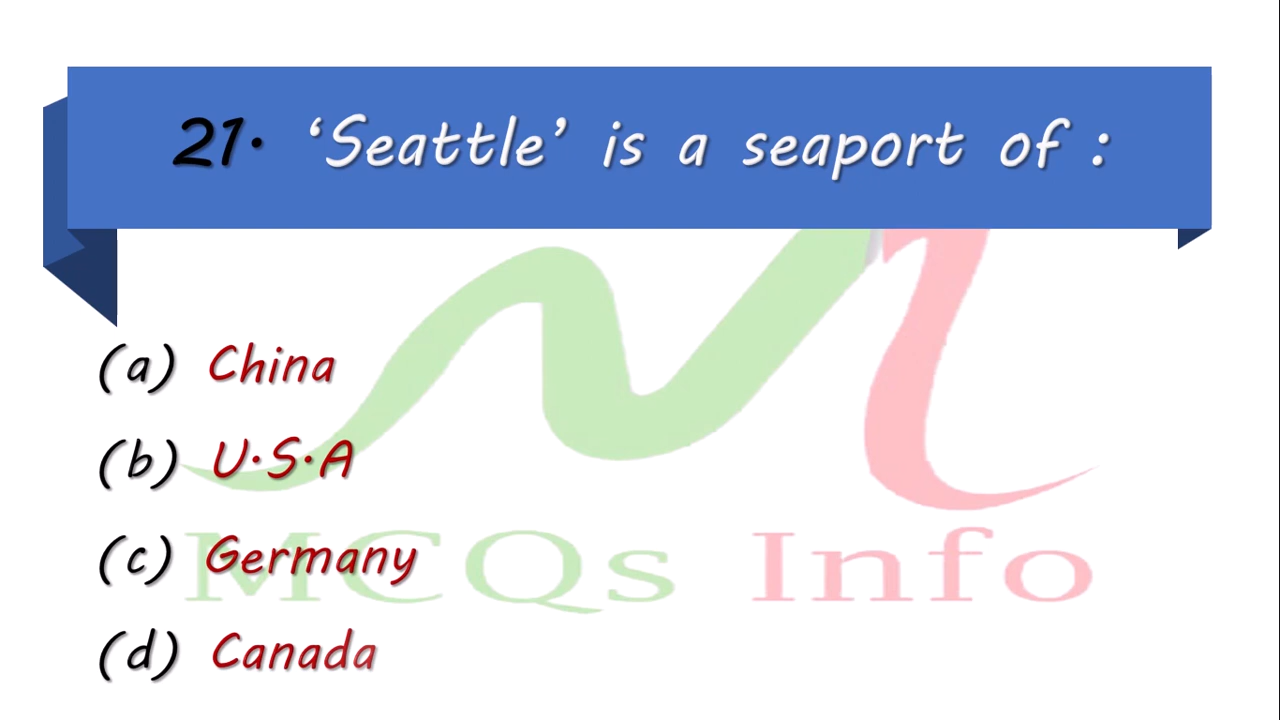 21. ‘Seattle’ is a seaport of :
(a) China
(b) U.S.A
(c) Germany
(d) Canada
MCQs Info